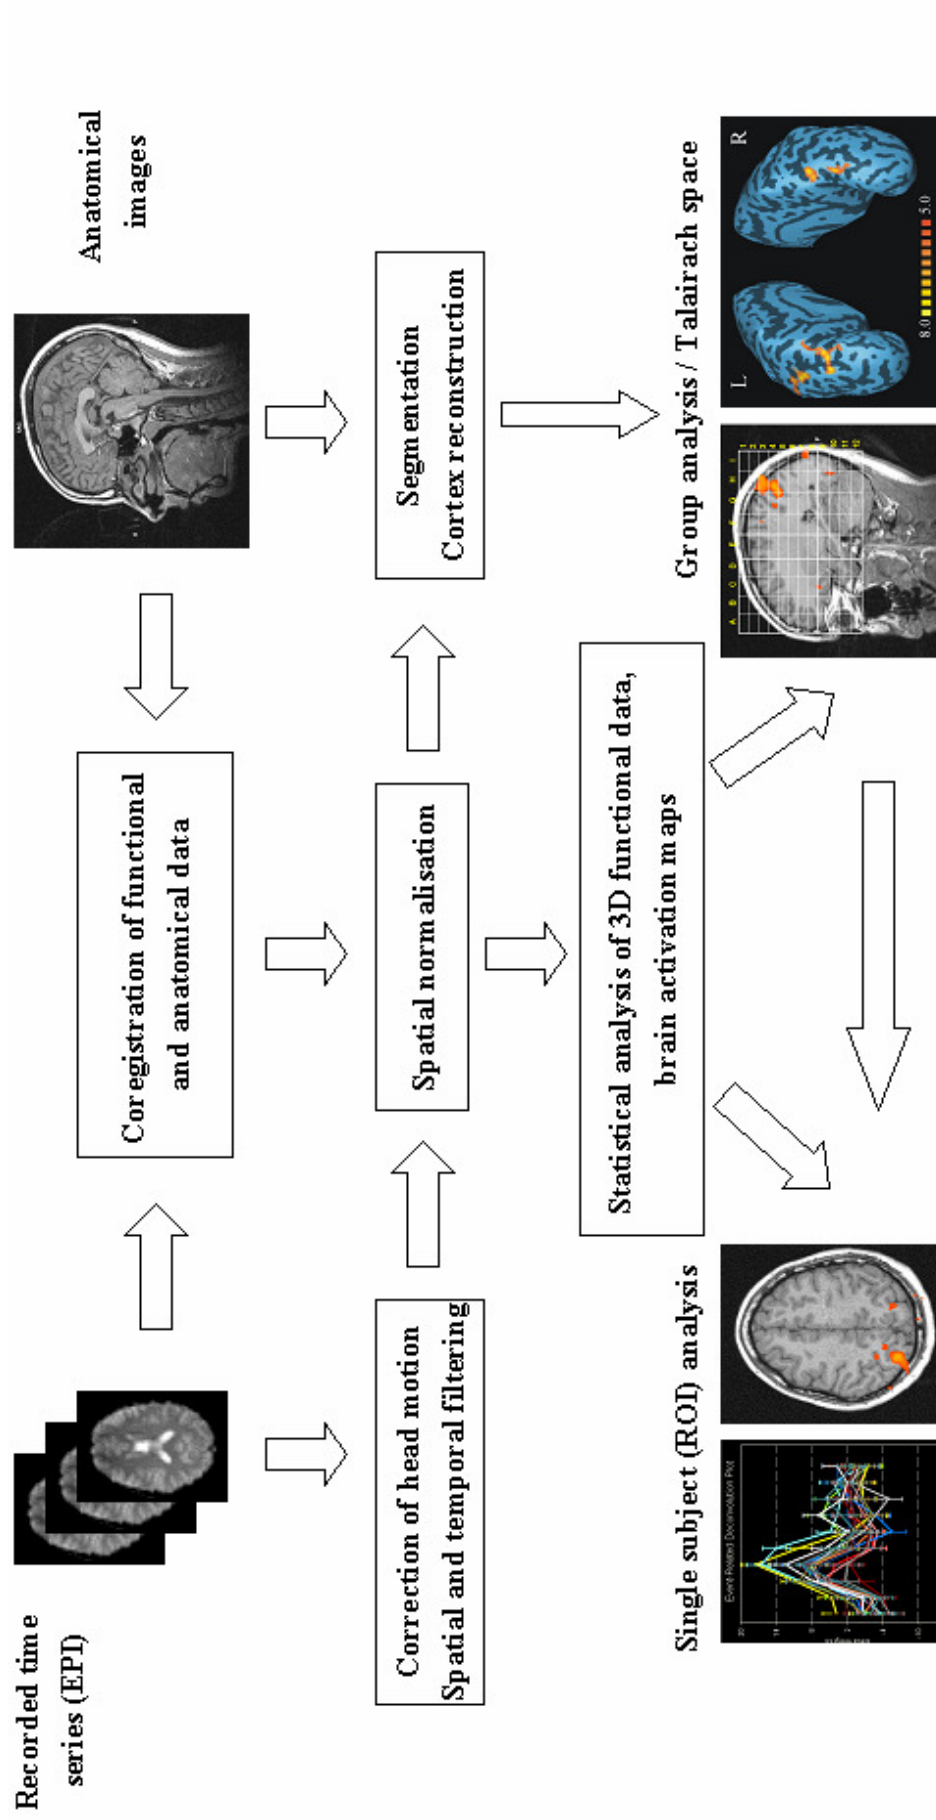 Recorded time
series (EPI)
Anatomical
images
Coregistration of functional
and anatomical data
Correction of head motion
Spatial and temporal filtering
Spatial normalisation
Segmentation
Cortex reconstruction
Statistical analysis of 3D functional data,
brain activation maps
Single subject (ROI) analysis
Group analysis / Talairach space
Event-Related Deconvolution Plot
L
R
8.0
5.0